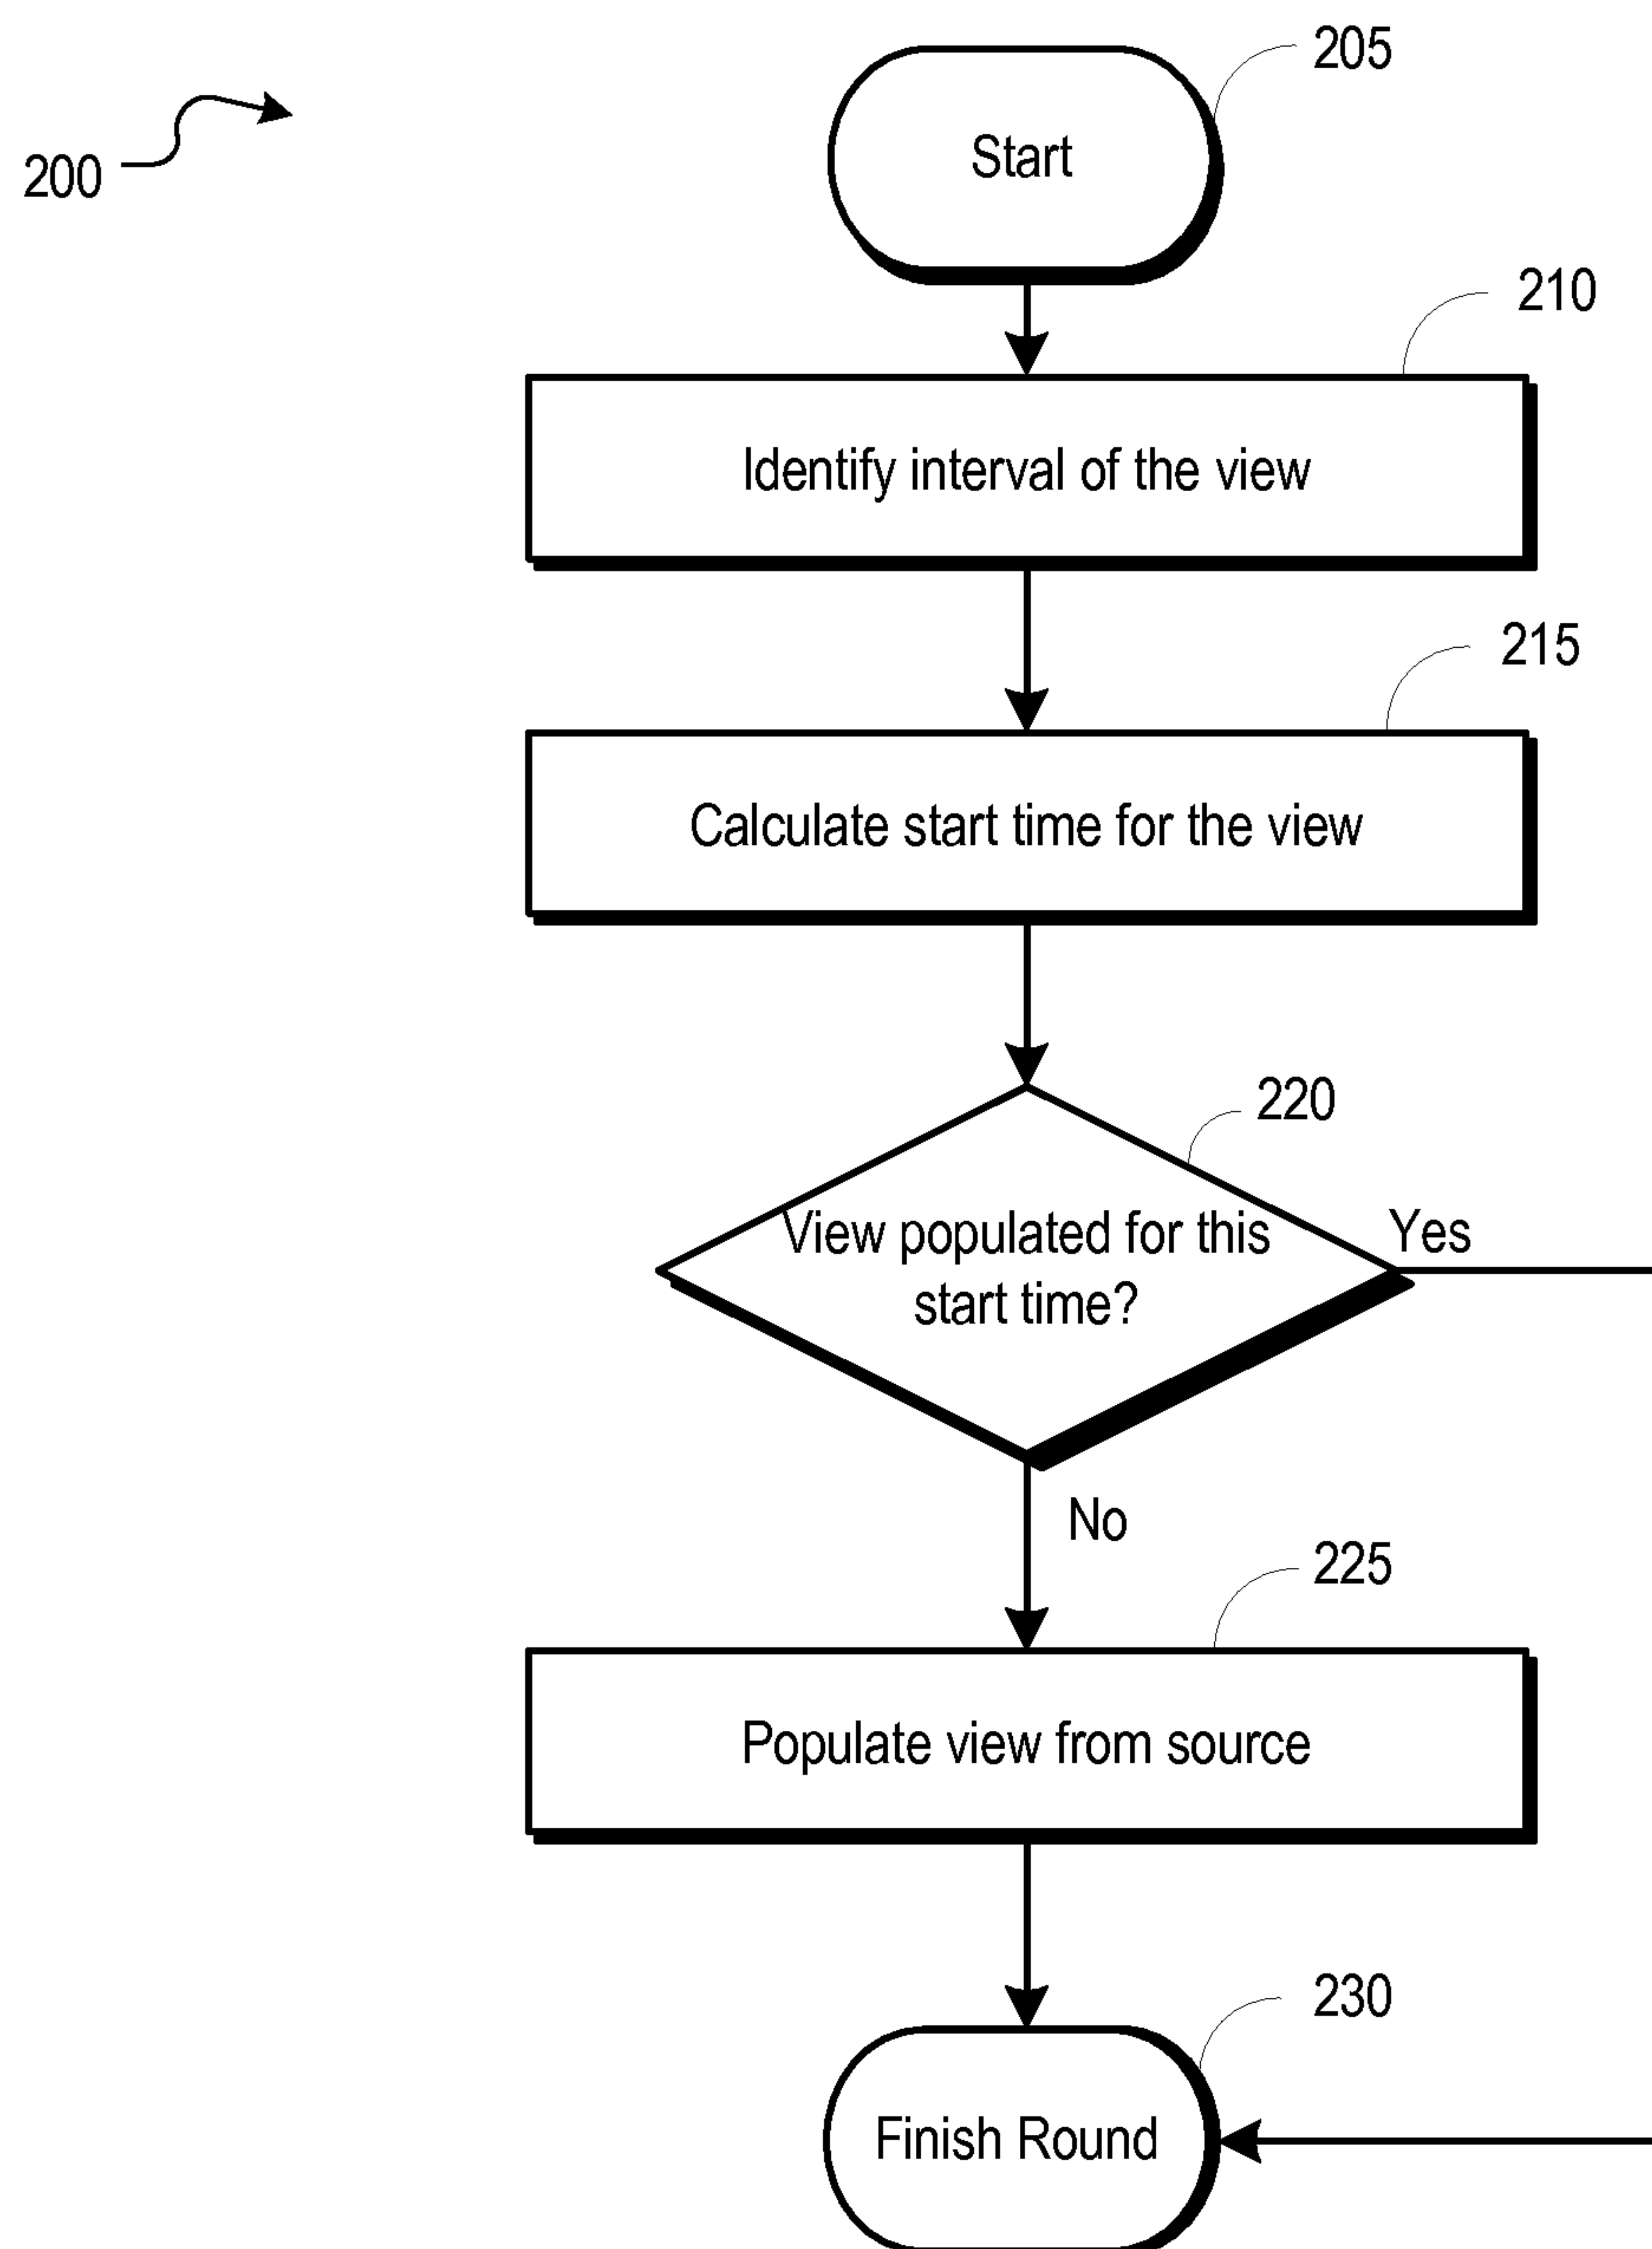 205
Start
200
210
Identify interval of the view
215
Calculate start time for the view
220
View populated for this
start time?
Yes
No
225
Populate view from source
230
Finish Round